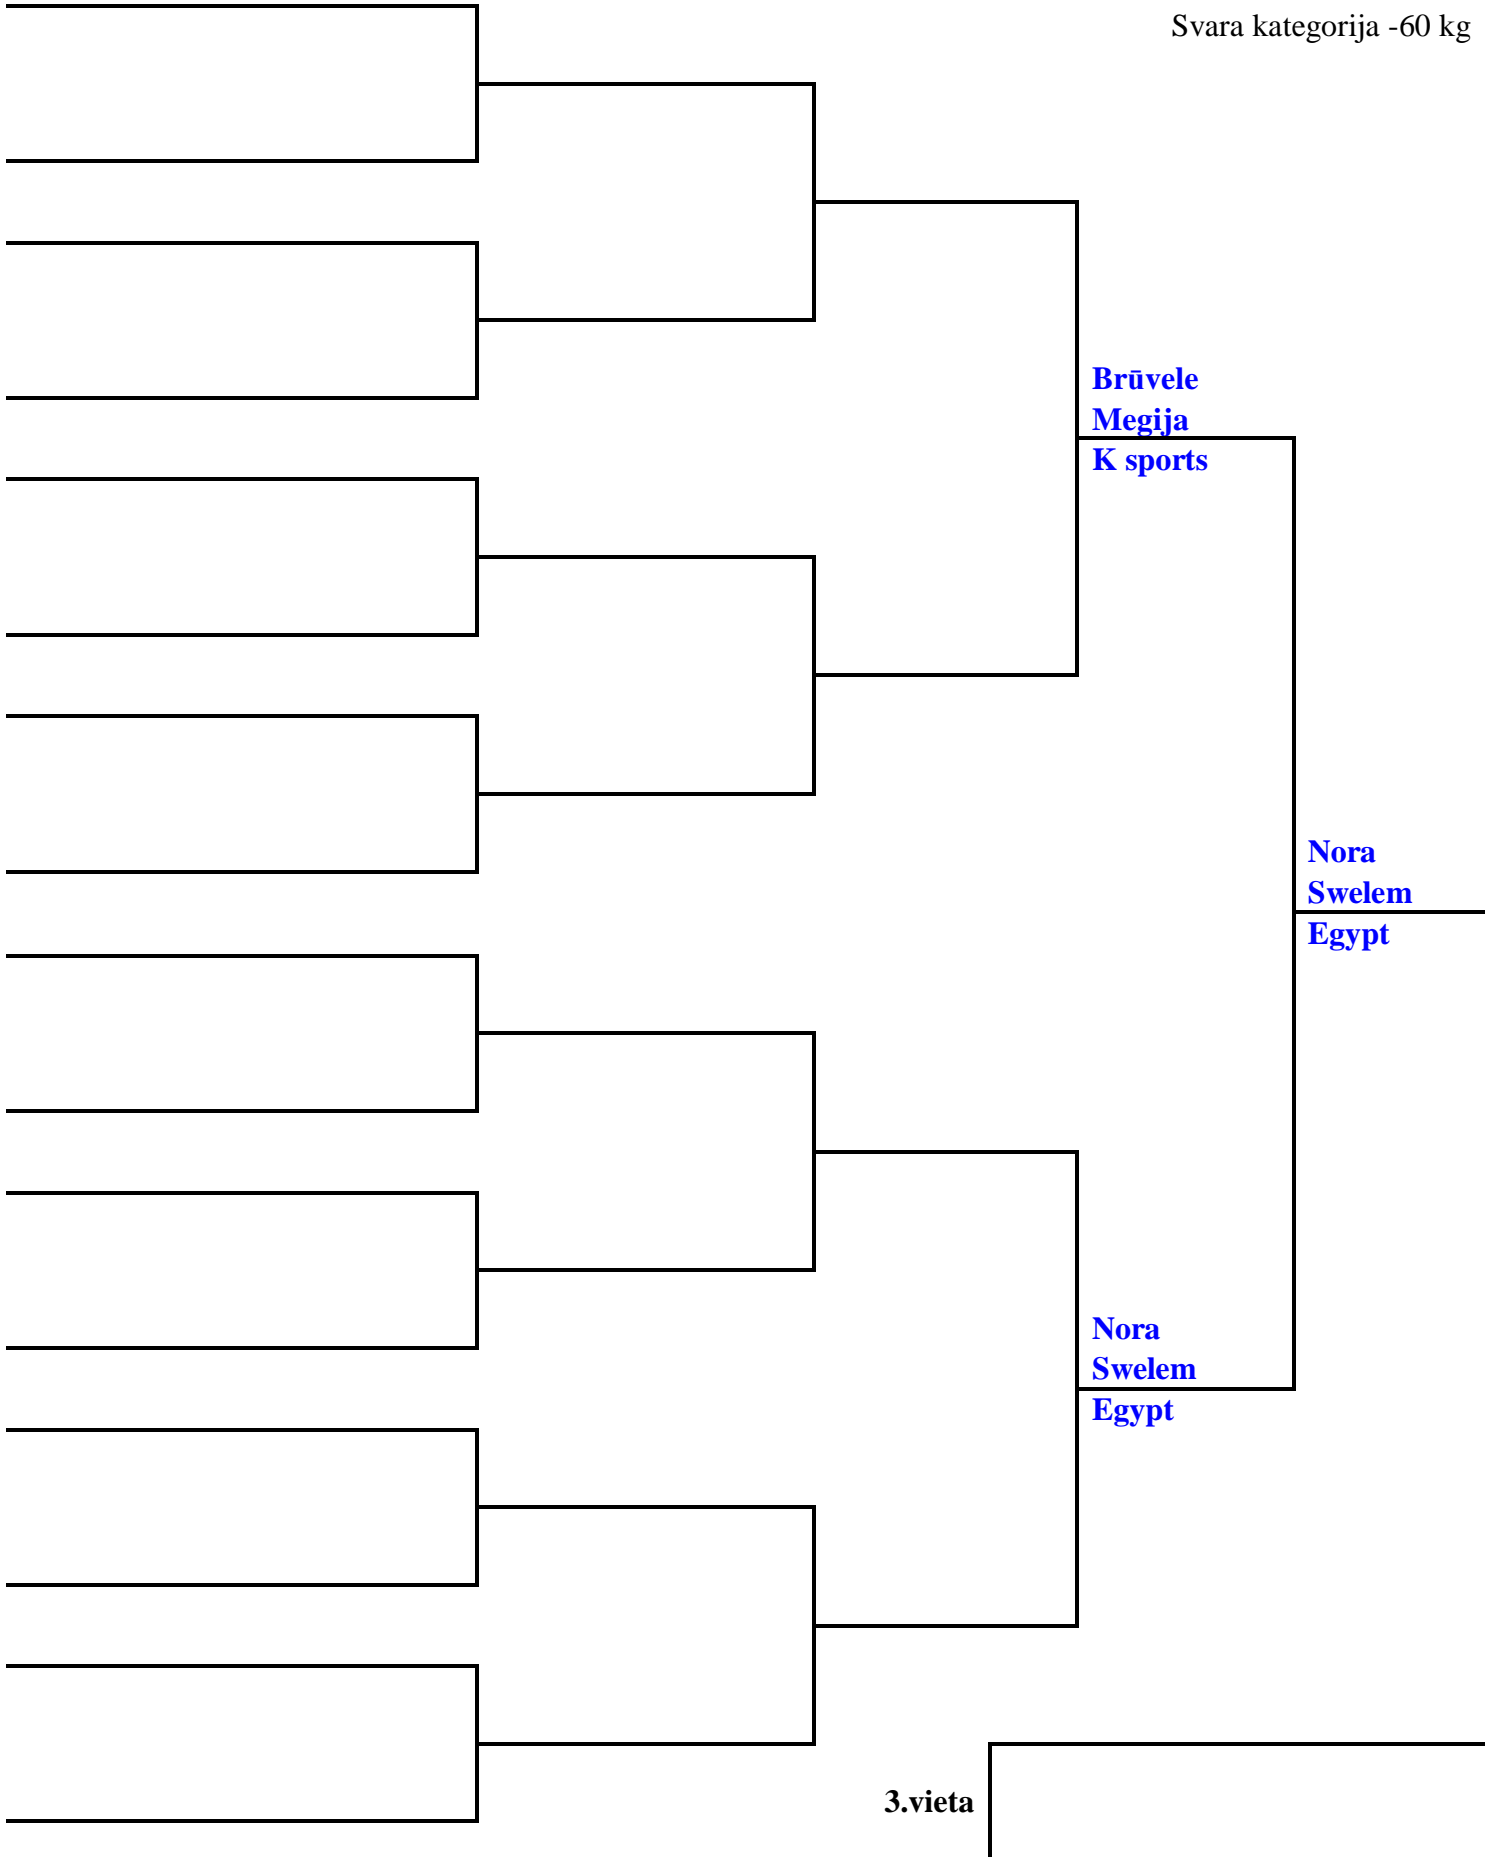 Svara kategorija -60 kg
Brūvele
Megija
K sports
Nora
Swelem
Egypt
Nora
Swelem
Egypt
3.vieta